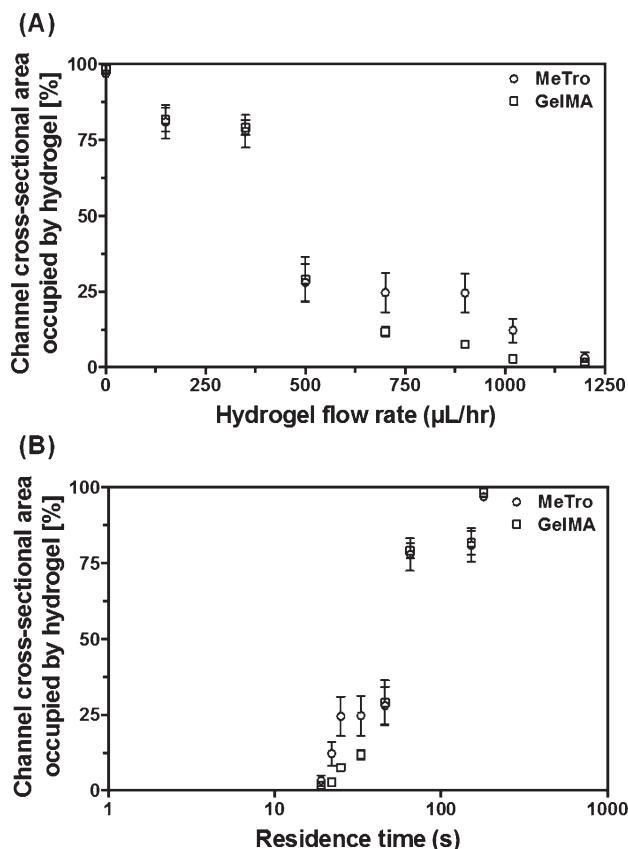 (A)
Channel cross-sectional area
occupied by hydrogel [%]
100
75
50
25
0
MeTro
GelMA
0 250 500 750 1000 1250
Hydrogel flow rate (µL/hr)
(B)
Channel cross-sectional area
occupied by hydrogel [%]
100
75
50
25
0
MeTro
GelMA
1 10 100 1000
Residence time (s)